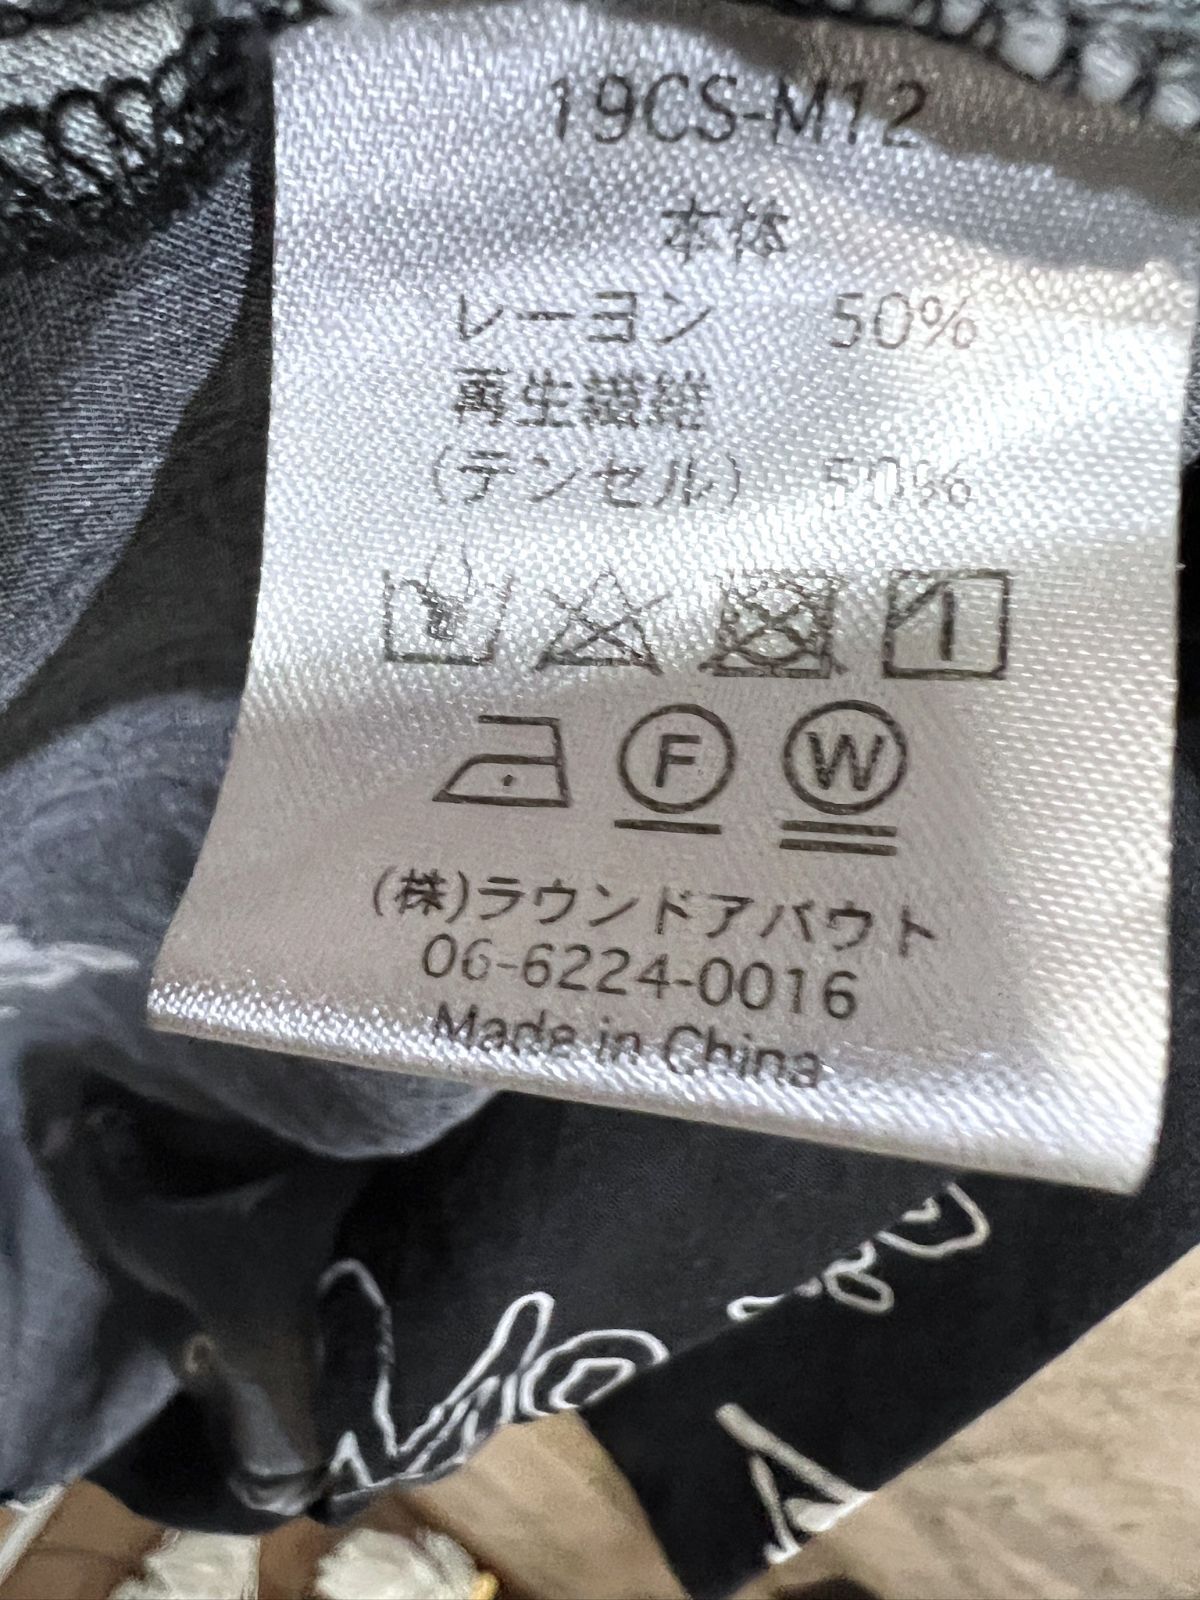 19CS-M12
本体
レーヨン 50%
再生繊維
(テンセル) 50%
F W
(株)ラウンドアバウト
06-6224-0016
Made in China